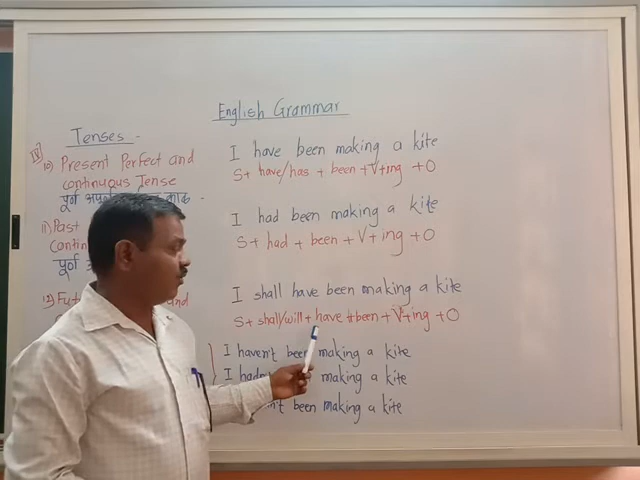 English Grammar
Tenses -
IV
10) Present Perfect and
continuous Tense
पूर्ण
11) Past
Contin
पूर्ण
12) Fut and
I have been making a kite
S+ have/has + been +V+ing +O
I had been making a kite
S+ had + been + V+ing +O
I shall have been making a kite
S+ shall/will+ have +been + V+ing +O
I haven't been making a kite
I making a kite
been making a kite